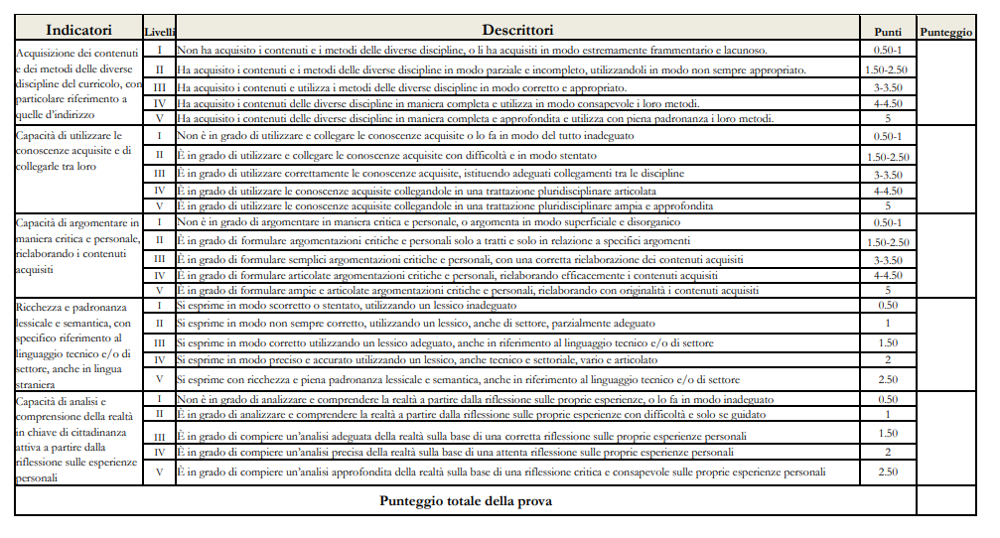 Indicatori Livelli Descrittori Punti Punteggio
Acquisizione dei contenuti
e dei metodi delle diverse
discipline del curricolo, con
particolare riferimento a
quelle d'indirizzo
I Non ha acquisito i contenuti e i metodi delle diverse discipline, o li ha acquisiti in modo estremamente frammentario e lacunoso. 0.50-1
II Ha acquisito i contenuti e i metodi delle diverse discipline in modo parziale e incompleto, utilizzandoli in modo non sempre appropriato. 1.50-2.50
III Ha acquisito i contenuti e utilizza i metodi delle diverse discipline in modo corretto e appropriato. 3-3.50
IV Ha acquisito i contenuti delle diverse discipline in maniera completa e utilizza in modo consapevole i loro metodi. 4-4.50
V Ha acquisito i contenuti delle diverse discipline in maniera completa e approfondita e utilizza con piena padronanza i loro metodi. 5
Capacità di utilizzare le
conoscenze acquisite e di
collegarle tra loro
I Non è in grado di utilizzare e collegare le conoscenze acquisite o lo fa in modo del tutto inadeguato 0.50-1
II È in grado di utilizzare e collegare le conoscenze acquisite con difficoltà e in modo stentato 1.50-2.50
III È in grado di utilizzare correttamente le conoscenze acquisite, istituendo adeguati collegamenti tra le discipline 3-3.50
IV È in grado di utilizzare le conoscenze acquisite collegandole in una trattazione pluridisciplinare articolata 4-4.50
V È in grado di utilizzare le conoscenze acquisite collegandole in una trattazione pluridisciplinare ampia e approfondita 5
Capacità di argomentare in
maniera critica e personale,
rielaborando i contenuti
acquisiti
I Non è in grado di argomentare in maniera critica e personale, o argomenta in modo superficiale e disorganico 0.50-1
II È in grado di formulare argomentazioni critiche e personali solo a tratti e solo in relazione a specifici argomenti 1.50-2.50
III È in grado di formulare semplici argomentazioni critiche e personali, con una corretta rielaborazione dei contenuti acquisiti 3-3.50
IV È in grado di formulare articolate argomentazioni critiche e personali, rielaborando efficacemente i contenuti acquisiti 4-4.50
V È in grado di formulare ampie e articolate argomentazioni critiche e personali, rielaborando con originalità i contenuti acquisiti 5
Ricchezza e padronanza
lessicale e semantica, con
specifico riferimento al
linguaggio tecnico e/o di
settore, anche in lingua
straniera
I Si esprime in modo scorretto o stentato, utilizzando un lessico inadeguato 0.50
II Si esprime in modo non sempre corretto, utilizzando un lessico, anche di settore, parzialmente adeguato 1
III Si esprime in modo corretto utilizzando un lessico adeguato, anche in riferimento al linguaggio tecnico e/o di settore 1.50
IV Si esprime in modo preciso e accurato utilizzando un lessico, anche tecnico e settoriale, vario e articolato 2
V Si esprime con ricchezza e piena padronanza lessicale e semantica, anche in riferimento al linguaggio tecnico e/o di settore 2.50
Capacità di analisi e
comprensione della realtà
in chiave di cittadinanza
attiva a partire dalla
riflessione sulle esperienze
personali
I Non è in grado di analizzare e comprendere la realtà a partire dalla riflessione sulle proprie esperienze, o lo fa in modo inadeguato 0.50
II È in grado di analizzare e comprendere la realtà a partire dalla riflessione sulle proprie esperienze con difficoltà e solo se guidato 1
III È in grado di compiere un'analisi adeguata della realtà sulla base di una corretta riflessione sulle proprie esperienze personali 1.50
IV È in grado di compiere un'analisi precisa della realtà sulla base di una attenta riflessione sulle proprie esperienze personali 2
V È in grado di compiere un'analisi approfondita della realtà sulla base di una riflessione critica e consapevole sulle proprie esperienze personali 2.50
Punteggio totale della prova